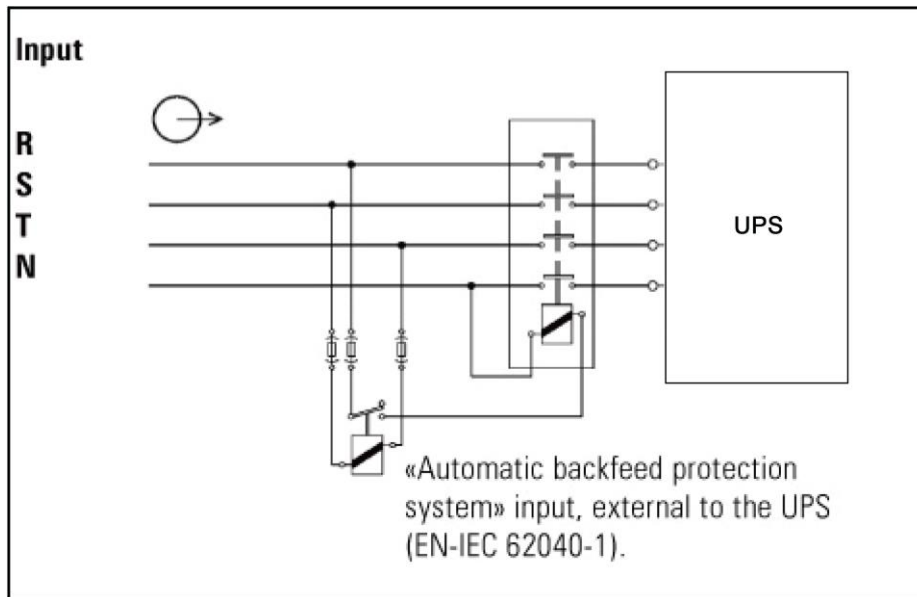 Input
R
S
T
N
UPS
«Automatic backfeed protection
system» input, external to the UPS
(EN-IEC 62040-1).